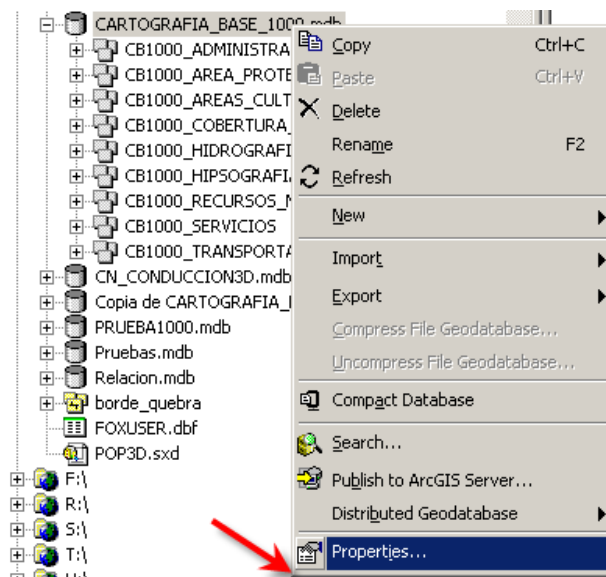 CARTOGRAFIA_BASE_1000.mdb
CB1000_ADMINISTRA
CB1000_AREA_PROTE
CB1000_AREAS_CULT
CB1000_COBERTURA_
CB1000_HIDROGRAFI
CB1000_HIPSOGRAFI
CB1000_RECURSOS_
CB1000_SERVICIOS
CB1000_TRANSPORTA
CN_CONDUCCION3D.mdb
Copia de CARTOGRAFIA_
PRUEBA1000.mdb
Pruebas.mdb
Relacion.mdb
borde_quebra
FOXUSER.dbf
POP3D.sxd
F:\
R:\
S:\
T:\
Copy Ctrl+C
Paste Ctrl+V
Delete
Rename F2
Refresh
New
Import
Export
Compress File Geodatabase...
Uncompress File Geodatabase...
Compact Database
Search...
Publish to ArcGIS Server...
Distributed Geodatabase
Properties...